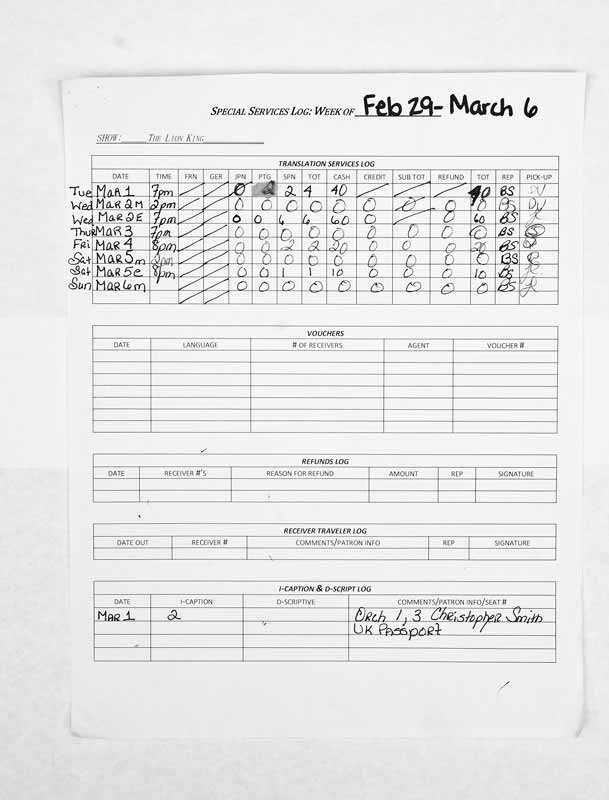 SPECIAL SERVICES LOG: WEEK OF Feb 29- March 6
SHOW: THE LION KING
TRANSLATION SERVICES LOG
DATE TIME FRN GER JPN PTG SPN TOT CASH CREDIT SUB TOT REFUND TOT REP PICK-UP
Tue Mar 1 7pm 0 2 4 40 40 BS
Wed Mar 2 M 2pm 0 0 0 0 0 0 0 0 0 BS
Wed Mar 2 E 7pm 0 0 6 6 60 0 0 60 BS
Thur Mar 3 7pm 0 0 0 0 0 0 0 0 0 BS
Fri Mar 4 8pm 0 0 2 2 20 0 0 0 20 BS
Sat Mar 5 m 2pm 0 0 0 0 0 0 0 0 0 BS
Sat Mar 5 e 8pm 0 0 1 1 10 0 0 0 10 BS
Sun Mar 6 m 0 0 0 0 0 0 0 0 0 BS
VOUCHERS
DATE LANGUAGE # OF RECEIVERS AGENT VOUCHER #
REFUNDS LOG
DATE RECEIVER #'S REASON FOR REFUND AMOUNT REP SIGNATURE
RECEIVER TRAVELER LOG
DATE OUT RECEIVER # COMMENTS/PATRON INFO REP SIGNATURE
I-CAPTION & D-SCRIPT LOG
DATE I-CAPTION D-SCRIPTIVE COMMENTS/PATRON INFO/SEAT #
Mar 1 2 Orch 1, 3 Christopher Smith
UK Passport